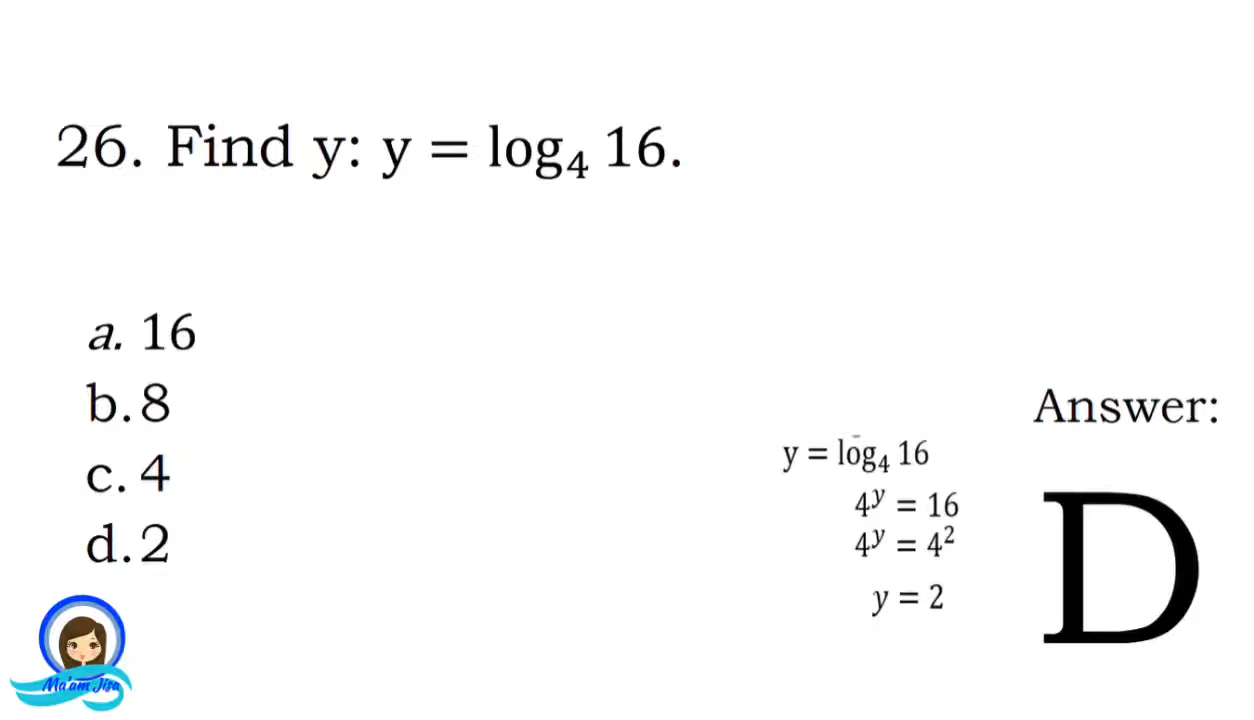 26. Find y: y = log₄ 16.
a. 16
b. 8
c. 4
d. 2
Answer:
y = log₄ 16
4ʸ = 16
4ʸ = 4²
y = 2
D
Ma'am Jisa